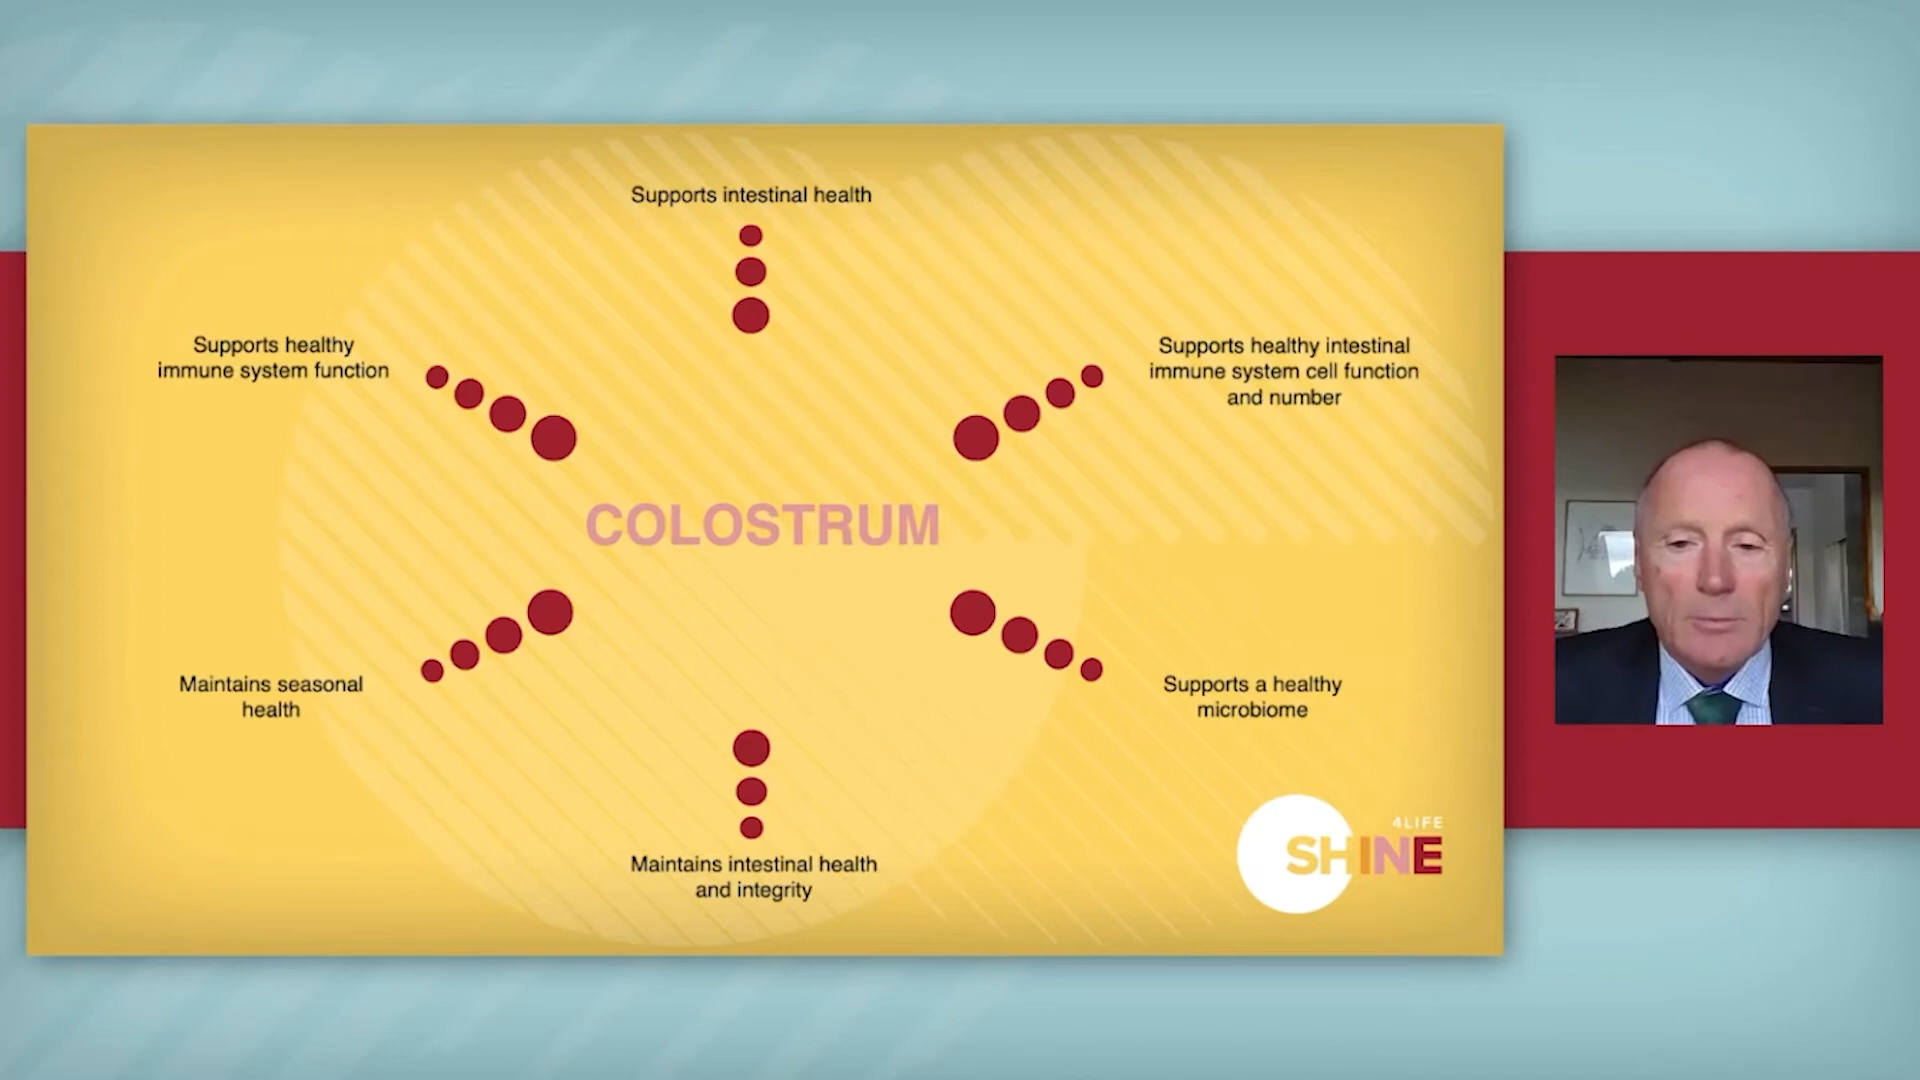 Supports intestinal health
Supports healthy
immune system function
Supports healthy intestinal
immune system cell function
and number
COLOSTRUM
Maintains seasonal
health
Supports a healthy
microbiome
Maintains intestinal health
and integrity
4LIFE
SHINE